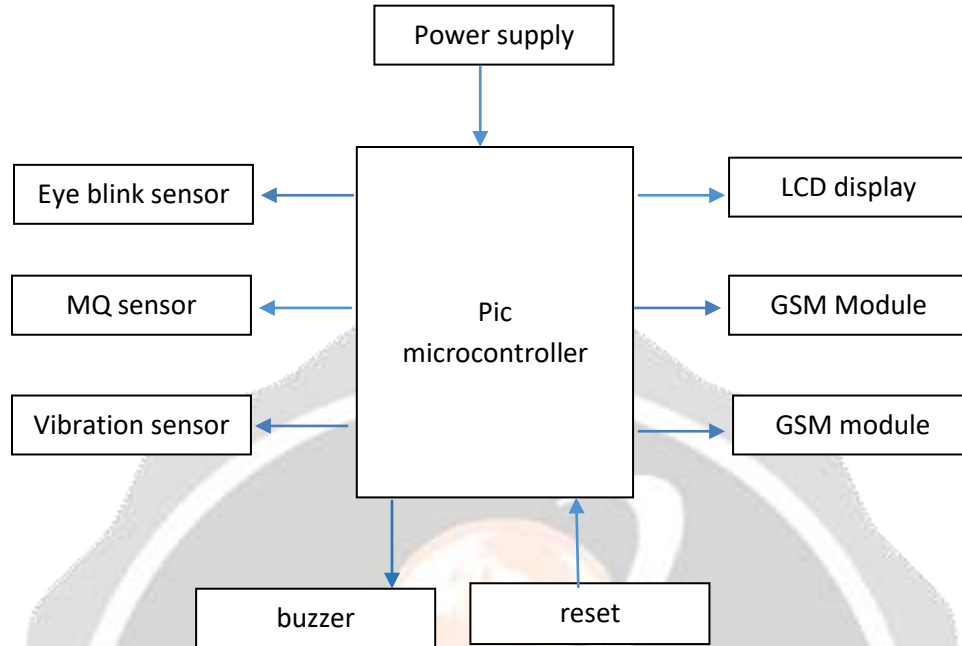 Power supply
Eye blink sensor
LCD display
MQ sensor
GSM Module
Pic
microcontroller
Vibration sensor
GSM module
buzzer
reset